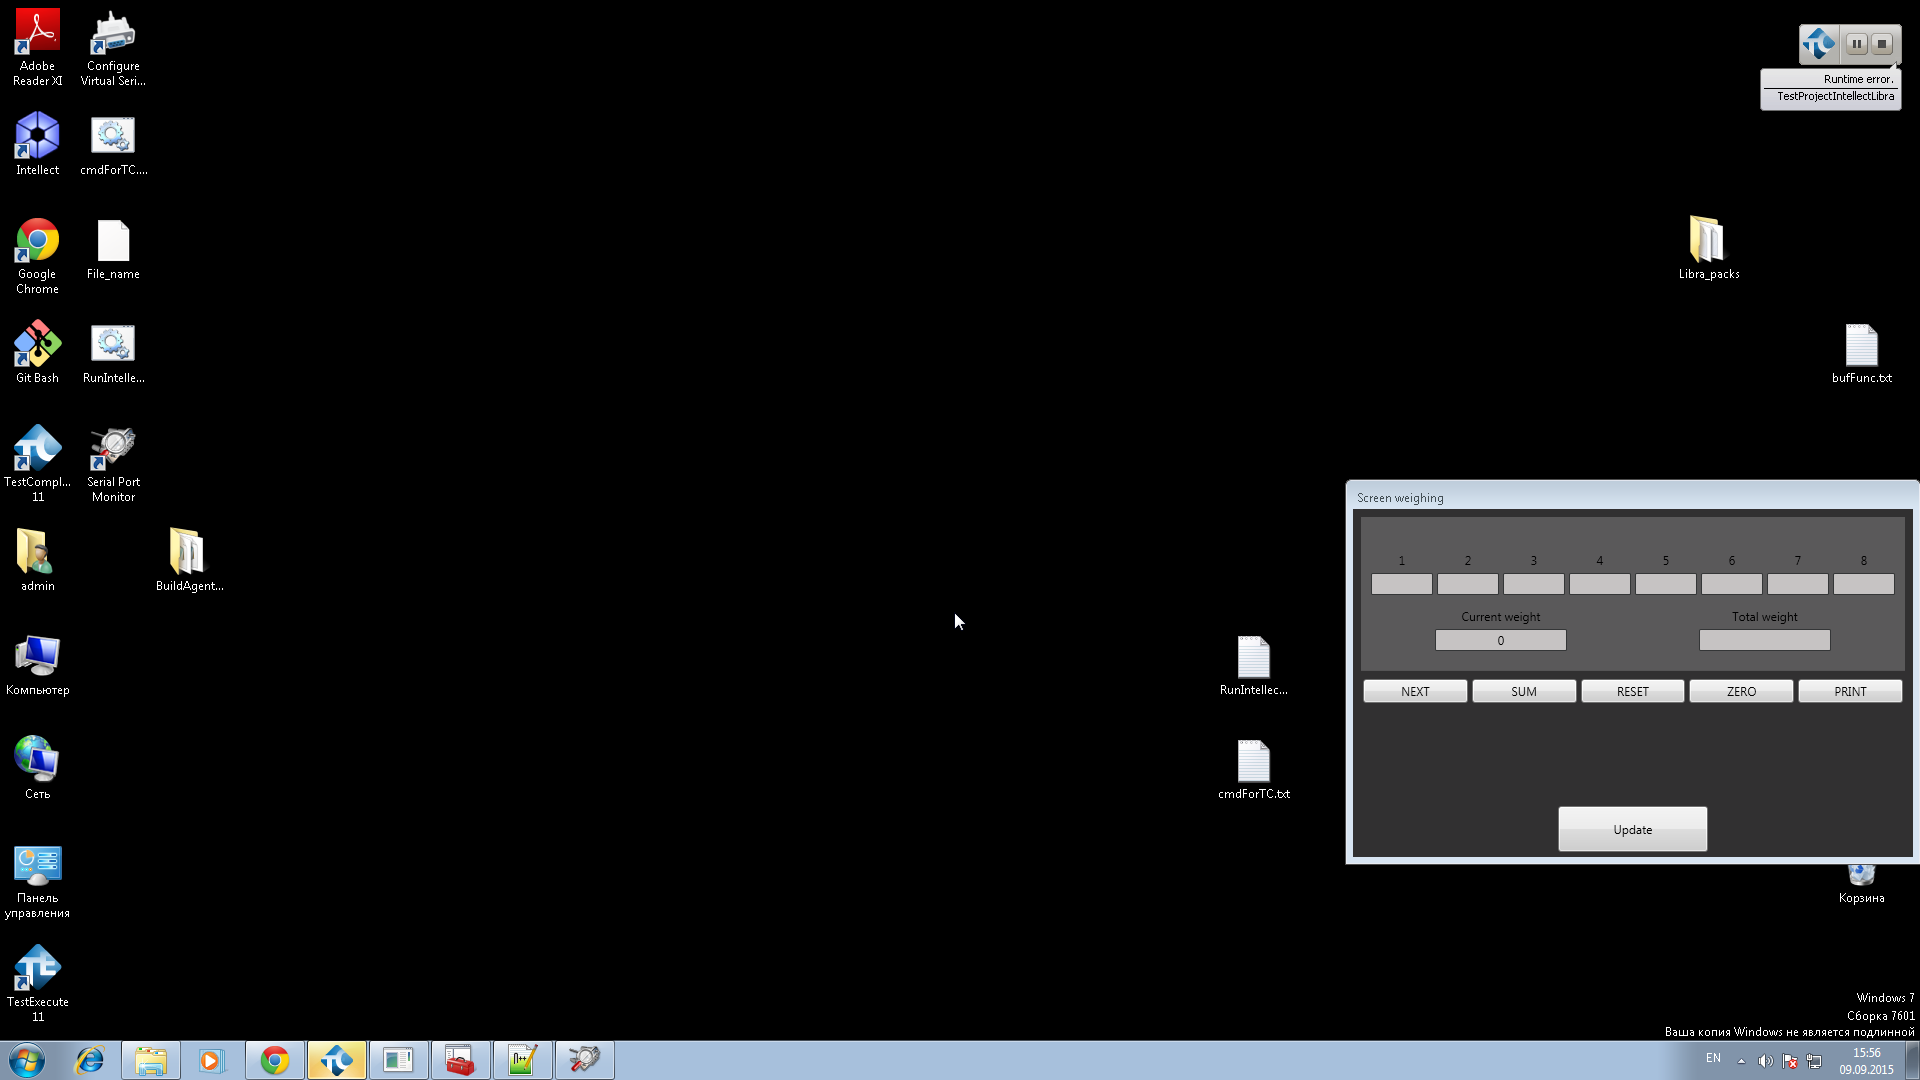 Adobe
Reader XI
Configure
Virtual Seri...
Intellect
cmdForTC....
Google
Chrome
File_name
Git Bash
RunIntelle...
TestCompl...
11
Serial Port
Monitor
admin
BuildAgent...
Компьютер
Сеть
Панель
управления
TestExecute
11
Runtime error.
TestProjectIntellectLibra
Libra_packs
bufFunc.txt
RunIntellec...
cmdForTC.txt
Screen weighing
1 2 3 4 5 6 7 8
Current weight Total weight
0
NEXT SUM RESET ZERO PRINT
Update
Корзина
Windows 7
Сборка 7601
Ваша копия Windows не является подлинной
EN
15:56
09.09.2015